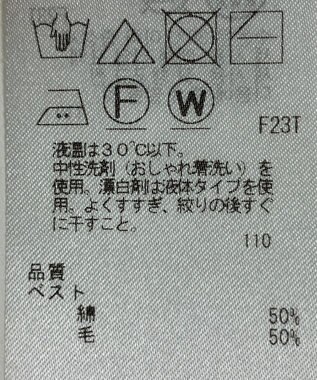 F
W
F23T
液温は30℃以下。
中性洗剤（おしゃれ着洗い）を
使用。漂白剤は液体タイプを使
用。よくすすぎ、絞りの後すぐ
に干すこと。
110
品質
ベスト
綿 50%
毛 50%